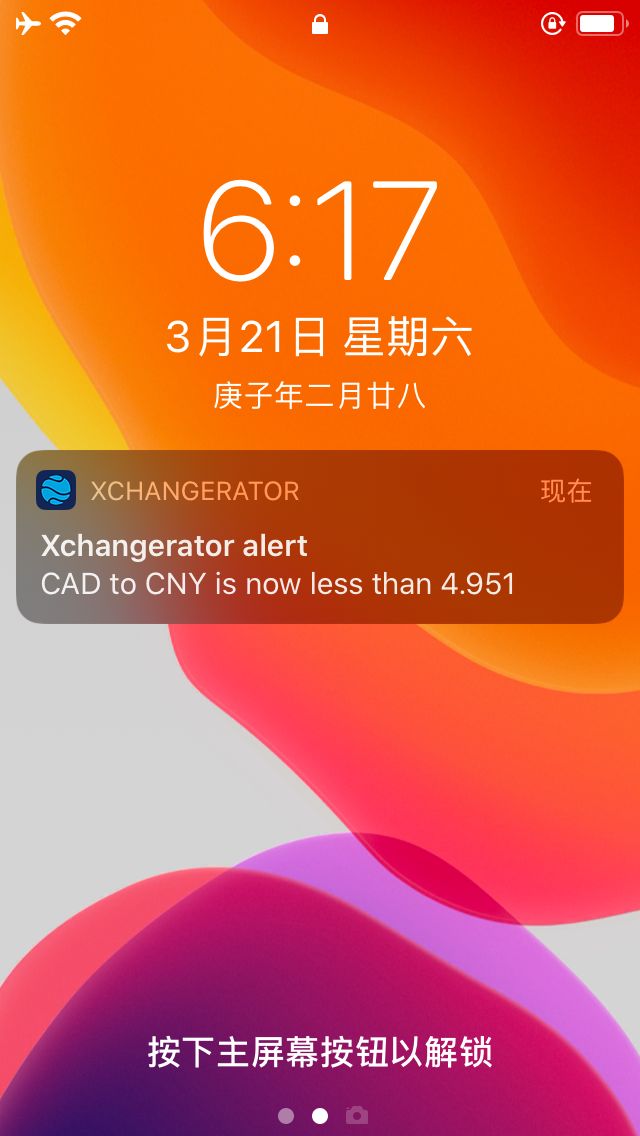 6:17
3月21日 星期六
庚子年二月廿八
XCHANGERATOR 现在
Xchangerator alert
CAD to CNY is now less than 4.951
按下主屏幕按钮以解锁